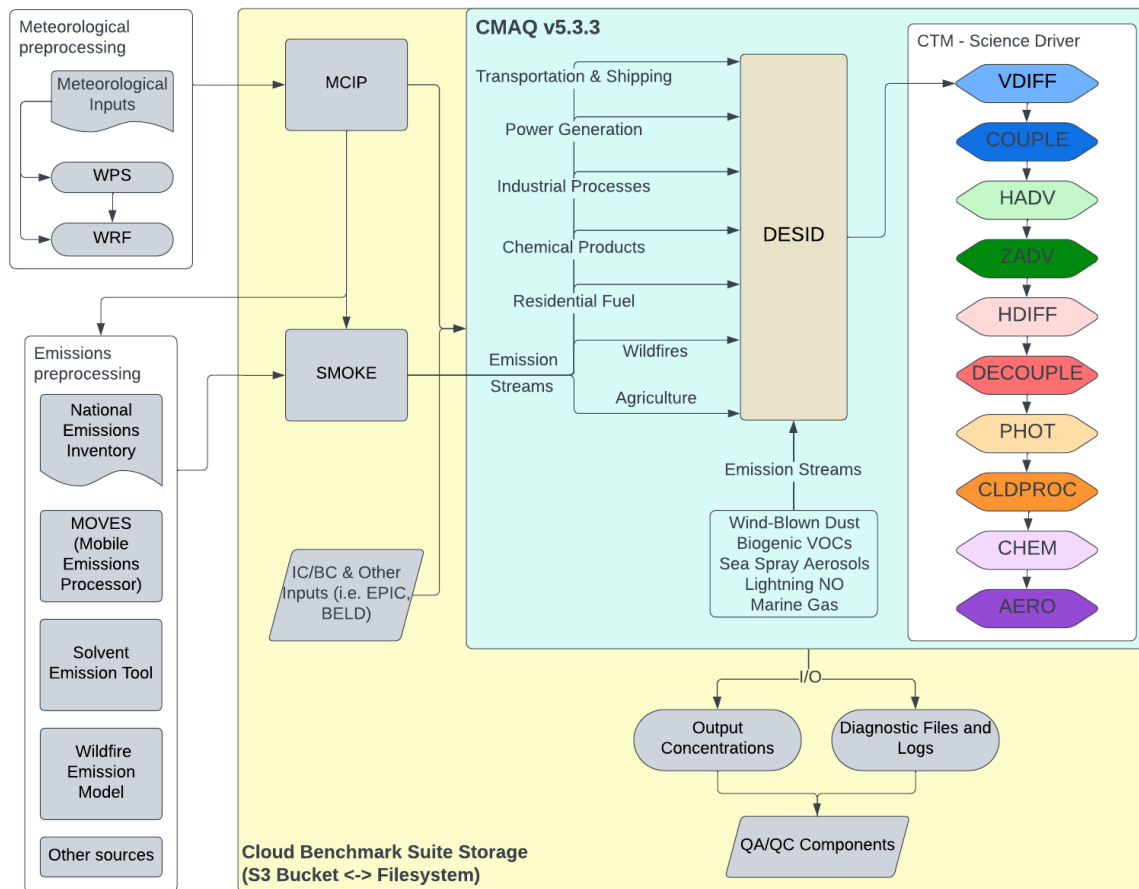 Meteorological
preprocessing
Meteorological
Inputs
WPS
WRF
Emissions
preprocessing
National
Emissions
Inventory
MOVES
(Mobile
Emissions
Processor)
Solvent
Emission Tool
Wildfire
Emission
Model
Other sources
MCIP
SMOKE
IC/BC & Other
Inputs (i.e. EPIC,
BELD)
Cloud Benchmark Suite Storage
(S3 Bucket <-> Filesystem)
CMAQ v5.3.3
Transportation & Shipping
Power Generation
Industrial Processes
Chemical Products
Residential Fuel
Emission
Streams
Wildfires
Agriculture
DESID
Emission Streams
Wind-Blown Dust
Biogenic VOCs
Sea Spray Aerosols
Lightning NO
Marine Gas
CTM - Science Driver
VDIFF
COUPLE
HADV
ZADV
HDIFF
DECOUPLE
PHOT
CLDPROC
CHEM
AERO
I/O
Output
Concentrations
Diagnostic Files and
Logs
QA/QC Components